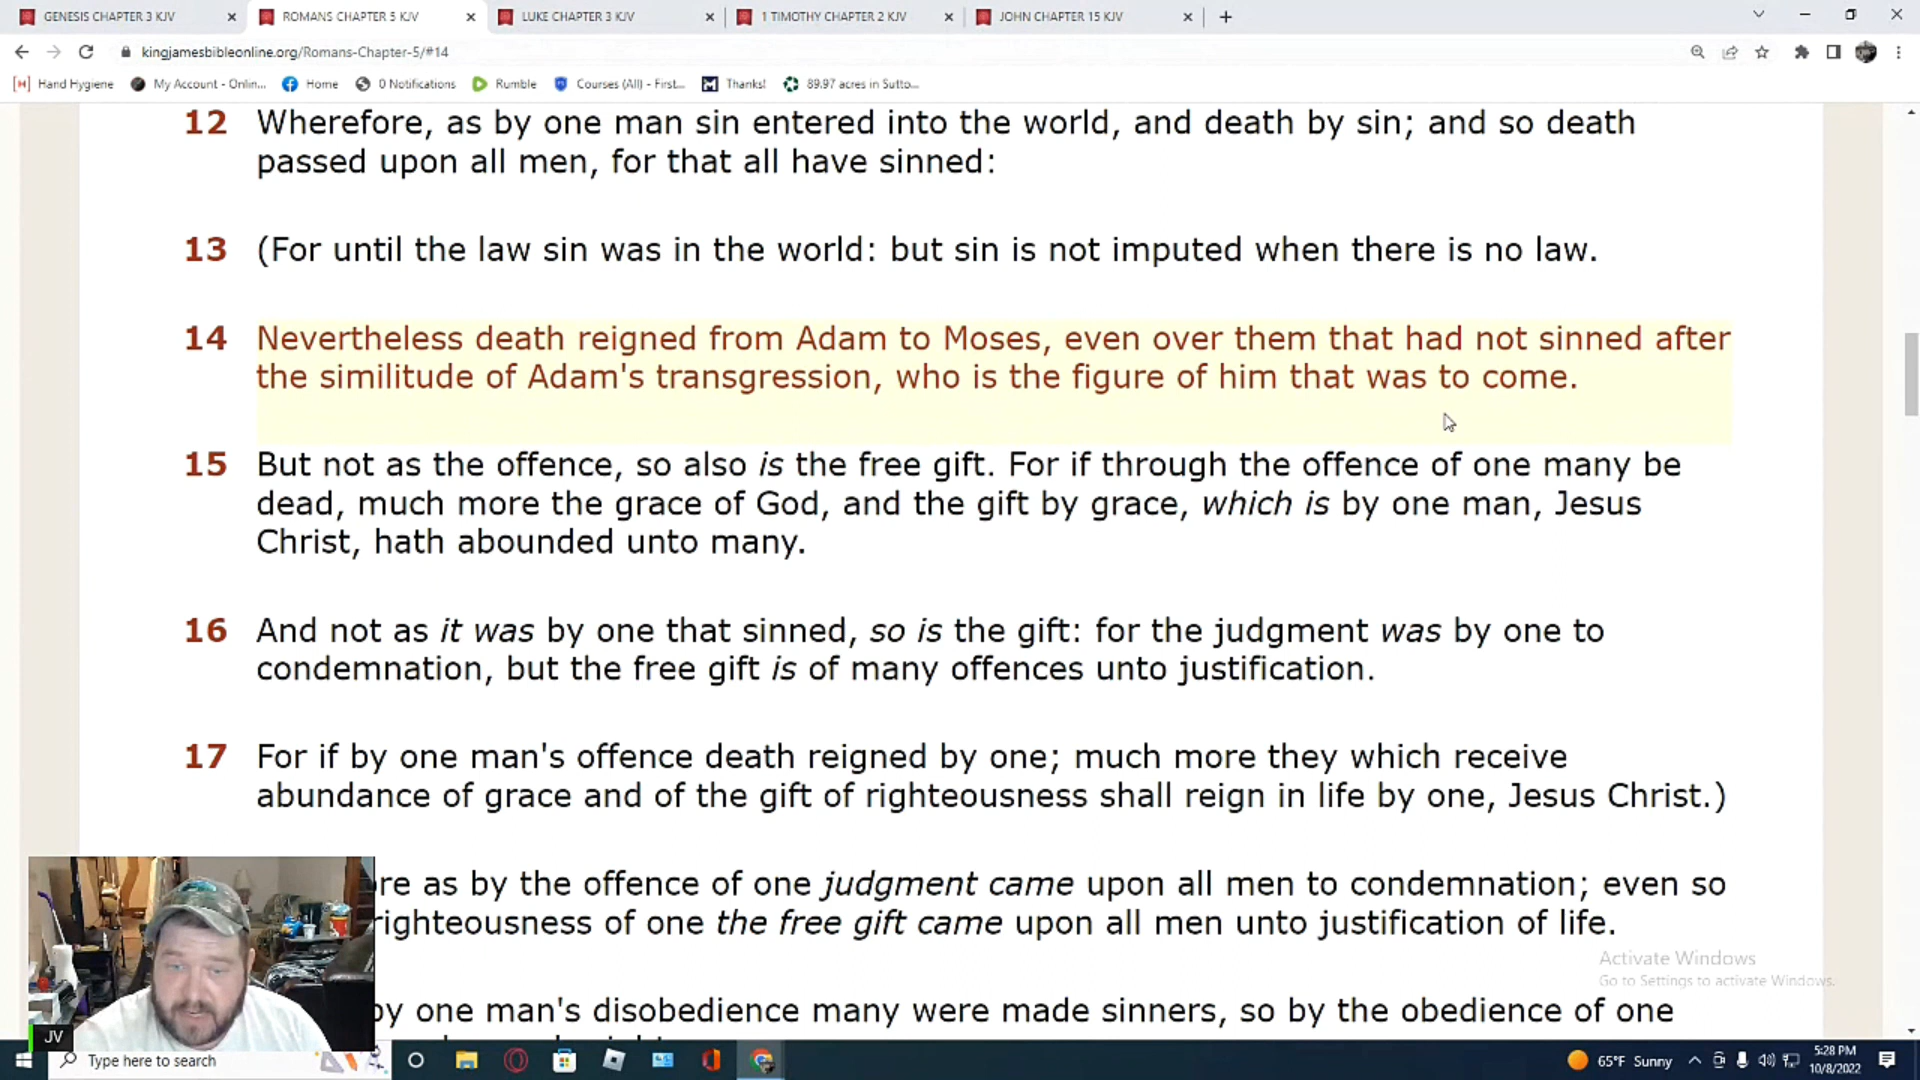 GENESIS CHAPTER 3 KJV
ROMANS CHAPTER 5 KJV
LUKE CHAPTER 3 KJV
1 TIMOTHY CHAPTER 2 KJV
JOHN CHAPTER 15 KJV
kingjamesbibleonline.org/Romans-Chapter-5/#14
Hand Hygiene
My Account - Onlin...
Home
0 Notifications
Rumble
Courses (All) - First...
Thanks!
89.97 acres in Sutto...
12 Wherefore, as by one man sin entered into the world, and death by sin; and so death
passed upon all men, for that all have sinned:
13 (For until the law sin was in the world: but sin is not imputed when there is no law.
14 Nevertheless death reigned from Adam to Moses, even over them that had not sinned after
the similitude of Adam's transgression, who is the figure of him that was to come.
15 But not as the offence, so also is the free gift. For if through the offence of one many be
dead, much more the grace of God, and the gift by grace, which is by one man, Jesus
Christ, hath abounded unto many.
16 And not as it was by one that sinned, so is the gift: for the judgment was by one to
condemnation, but the free gift is of many offences unto justification.
17 For if by one man's offence death reigned by one; much more they which receive
abundance of grace and of the gift of righteousness shall reign in life by one, Jesus Christ.)
re as by the offence of one judgment came upon all men to condemnation; even so
righteousness of one the free gift came upon all men unto justification of life.
by one man's disobedience many were made sinners, so by the obedience of one
Activate Windows
Go to Settings to activate Windows.
JV
Type here to search
65°F Sunny
5:28 PM
10/8/2022